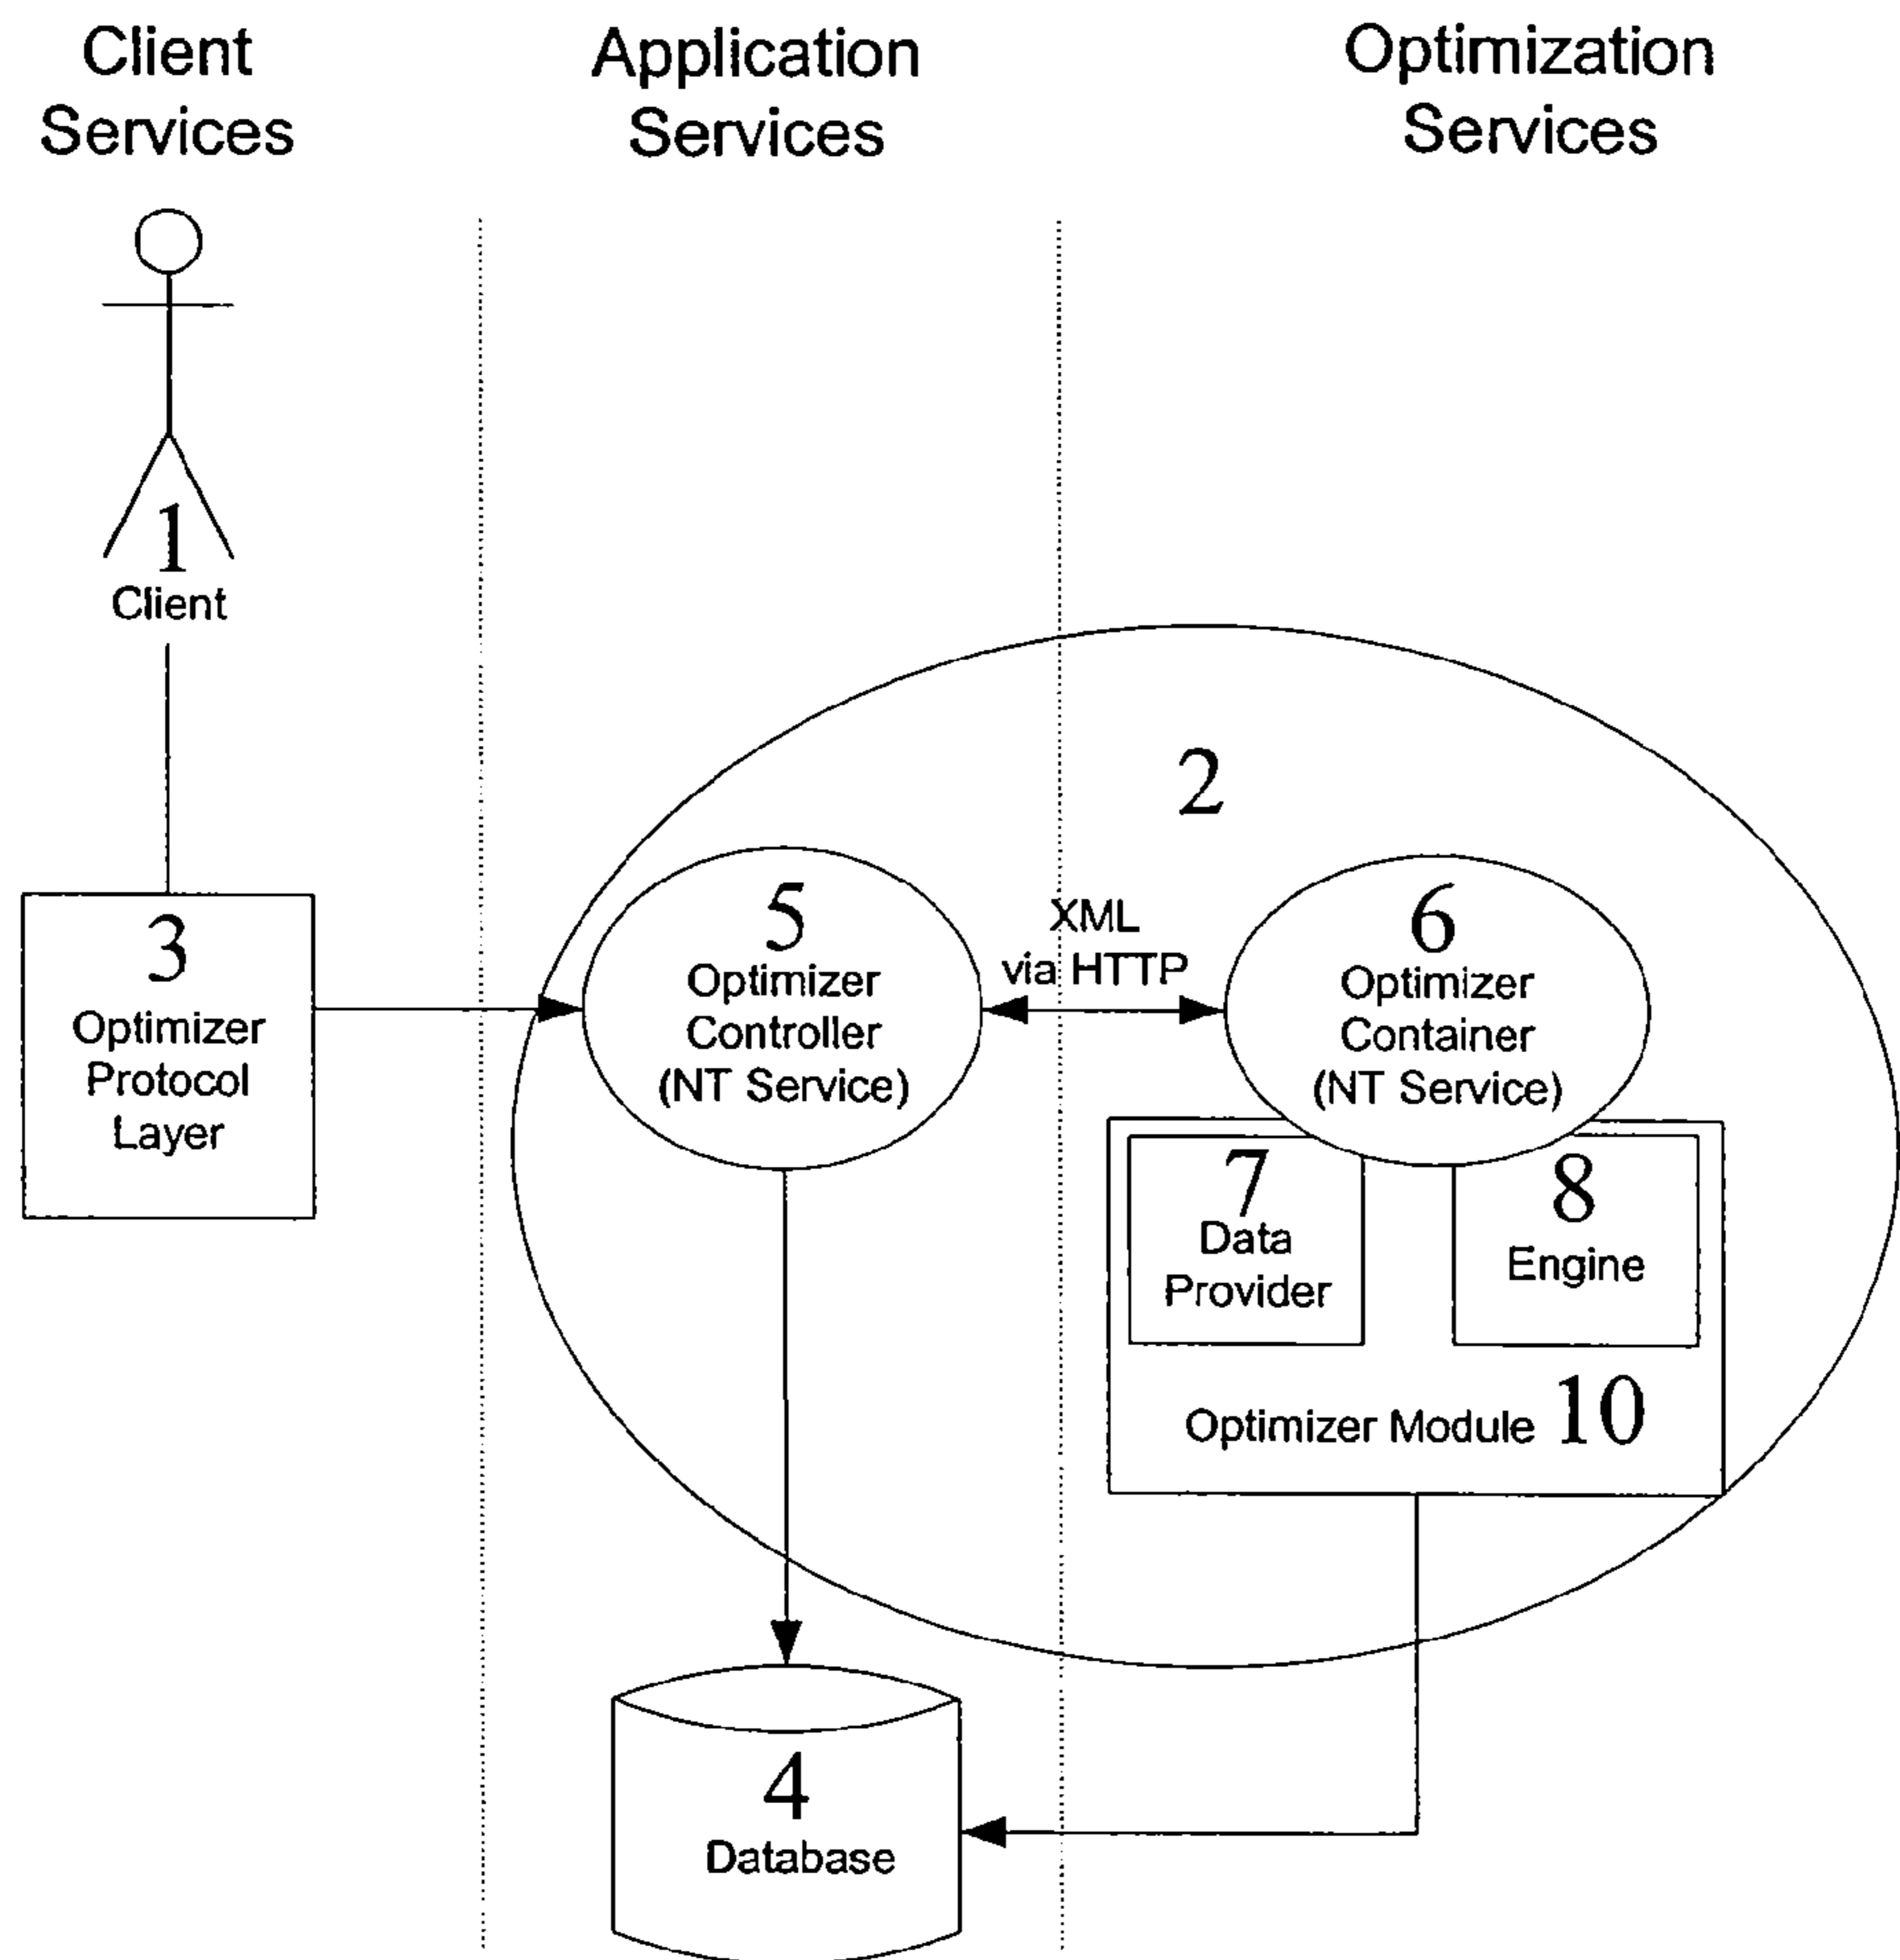 Client
Services
Application
Services
Optimization
Services
1
Client
2
3
Optimizer
Protocol
Layer
5
Optimizer
Controller
(NT Service)
XML
via HTTP
6
Optimizer
Container
(NT Service)
7
Data
Provider
8
Engine
Optimizer Module 10
4
Database